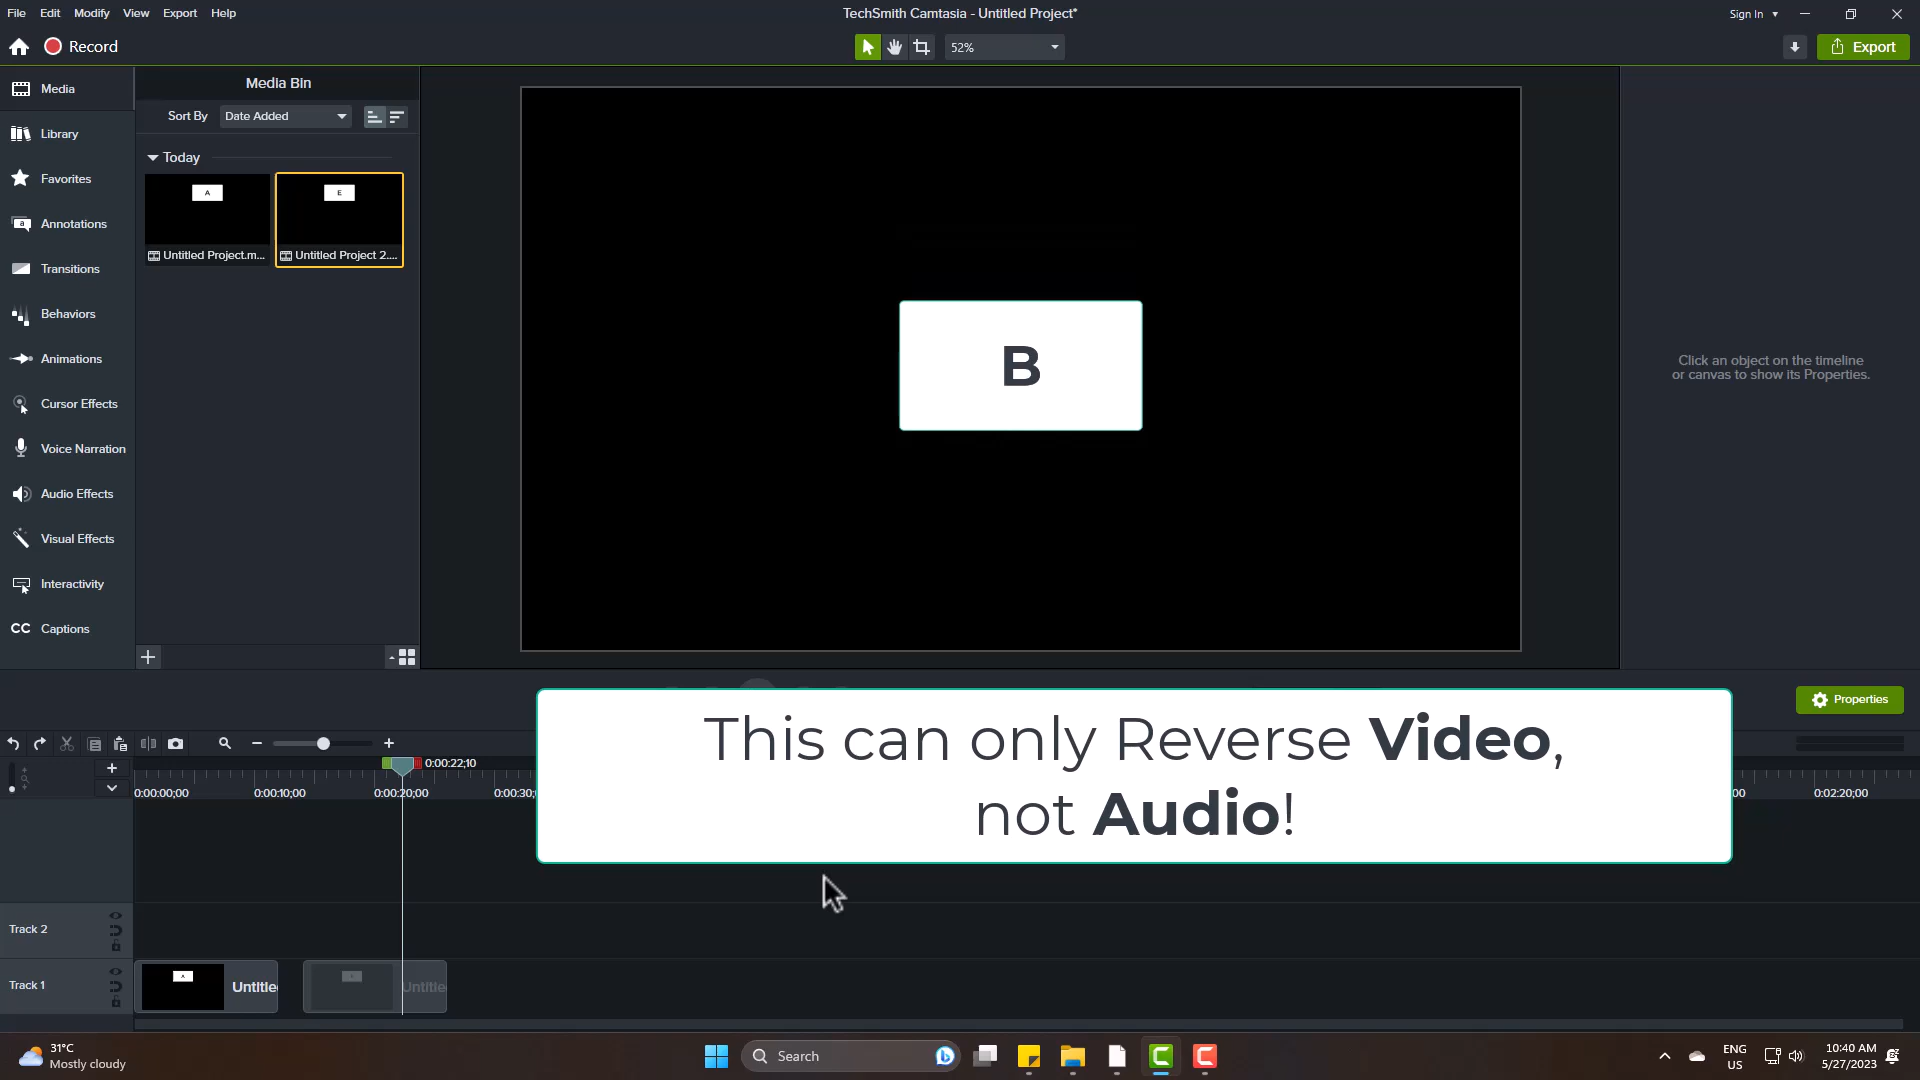 File Edit Modify View Export Help
TechSmith Camtasia - Untitled Project*
Sign In
Record
52%
Export
Media
Library
Favorites
Annotations
Transitions
Behaviors
Animations
Cursor Effects
Voice Narration
Audio Effects
Visual Effects
Interactivity
CC Captions
Media Bin
Sort By Date Added
Today
A
E
Untitled Project.m...
Untitled Project 2....
B
Click an object on the timeline
or canvas to show its Properties.
Properties
This can only Reverse Video,
not Audio!
0:00:22;10
0:00:00;00 0:00:10;00 0:00:20;00 0:00:30; 00 0:02:20;00
Track 2
Track 1
A
Untitle
Untitle
31°C
Mostly cloudy
Search
ENG
US
10:40 AM
5/27/2023